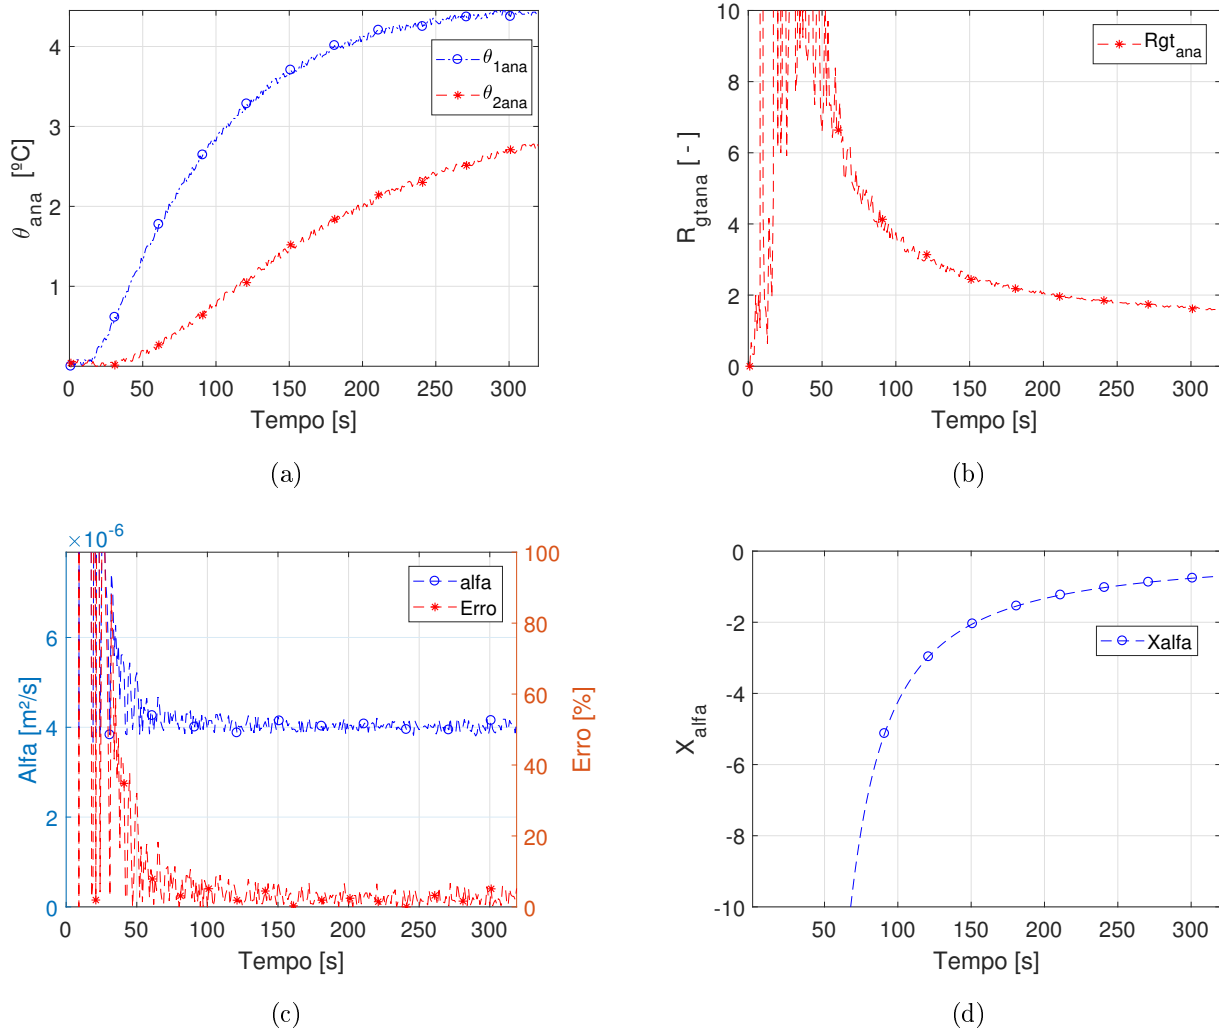 θ1ana
θ2ana
4
3
2
1
0
0 50 100 150 200 250 300
θana [ºC]
Tempo [s]
(a)
Rgtana
10
8
6
4
2
0
0 50 100 150 200 250 300
Rgtana [ - ]
Tempo [s]
(b)
×10-6
alfa
Erro
6
4
2
0
100
80
60
40
20
0
0 50 100 150 200 250 300
Alfa [m²/s]
Erro [%]
Tempo [s]
(c)
0
-2
-4
-6
-8
-10
Xalfa
50 100 150 200 250 300
Xalfa
Tempo [s]
(d)